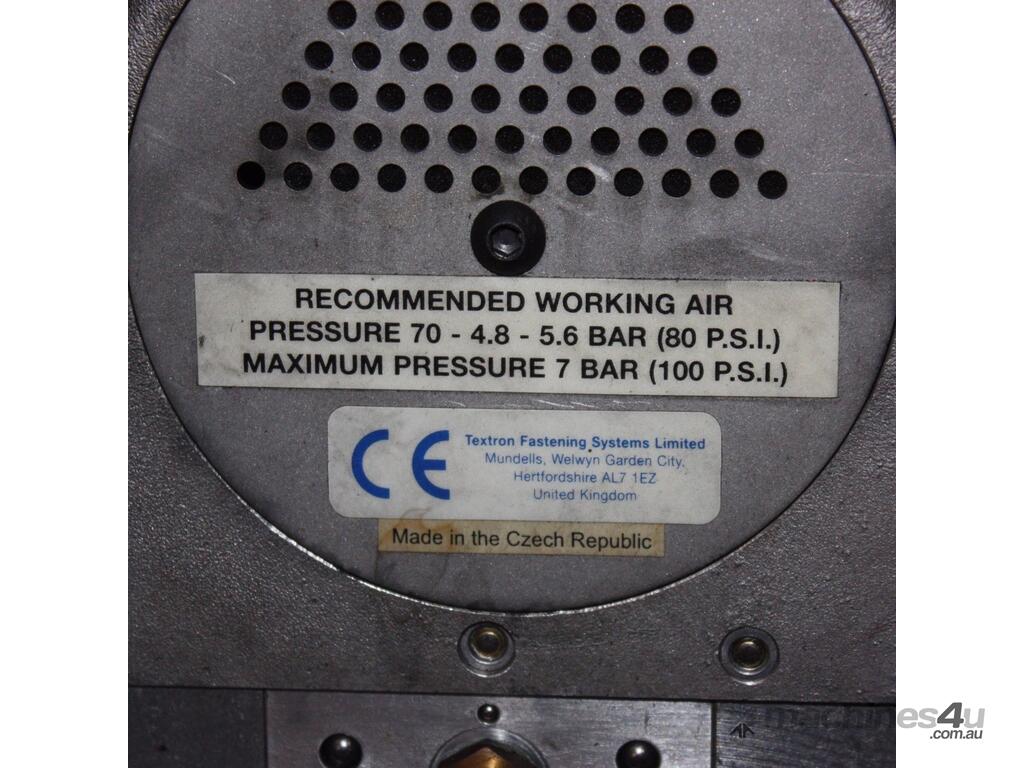 RECOMMENDED WORKING AIR
PRESSURE 70 - 4.8 - 5.6 BAR (80 P.S.I.)
MAXIMUM PRESSURE 7 BAR (100 P.S.I.)
CE
Textron Fastening Systems Limited
Mundells, Welwyn Garden City,
Hertfordshire AL7 1EZ
United Kingdom
Made in the Czech Republic
machines4u
.com.au